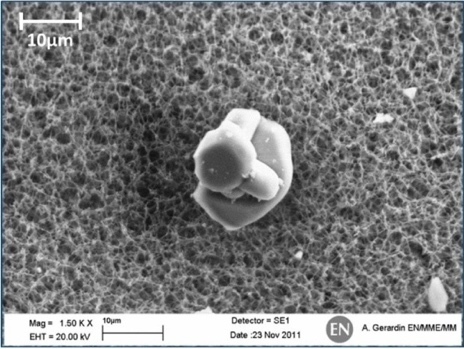 10µm
Mag = 1.50 K X
10µm
Detector = SE1
EHT = 20.00 kV
Date :23 Nov 2011
EN
A. Gerardin EN/MME/MM